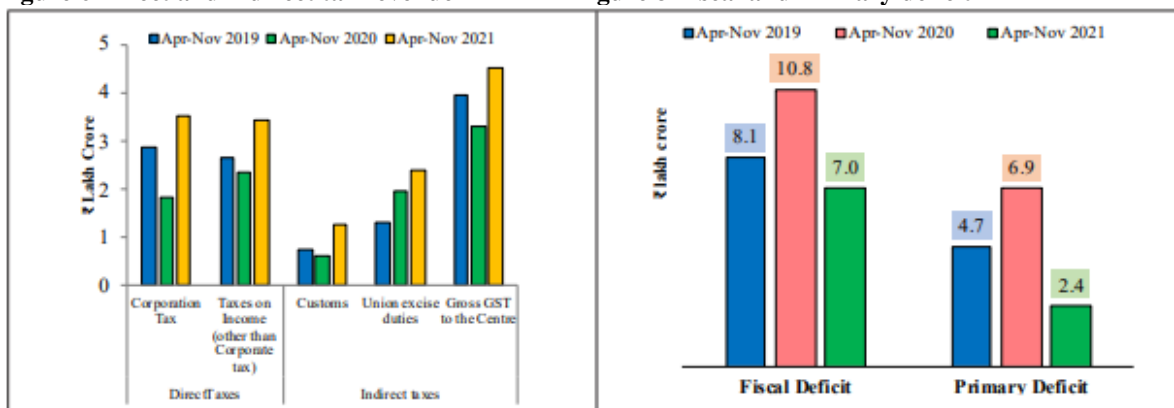 Apr-Nov 2019 Apr-Nov 2020 Apr-Nov 2021
5
4
3
2
1
0
₹ Lakh Crore
Corporation Tax
Taxes on Income (other than Corporate tax)
Customs
Union excise duties
Gross GST to the Centre
Direct Taxes
Indirect taxes
Apr-Nov 2019 Apr-Nov 2020 Apr-Nov 2021
₹ lakh crore
8.1
10.8
7.0
4.7
6.9
2.4
Fiscal Deficit
Primary Deficit